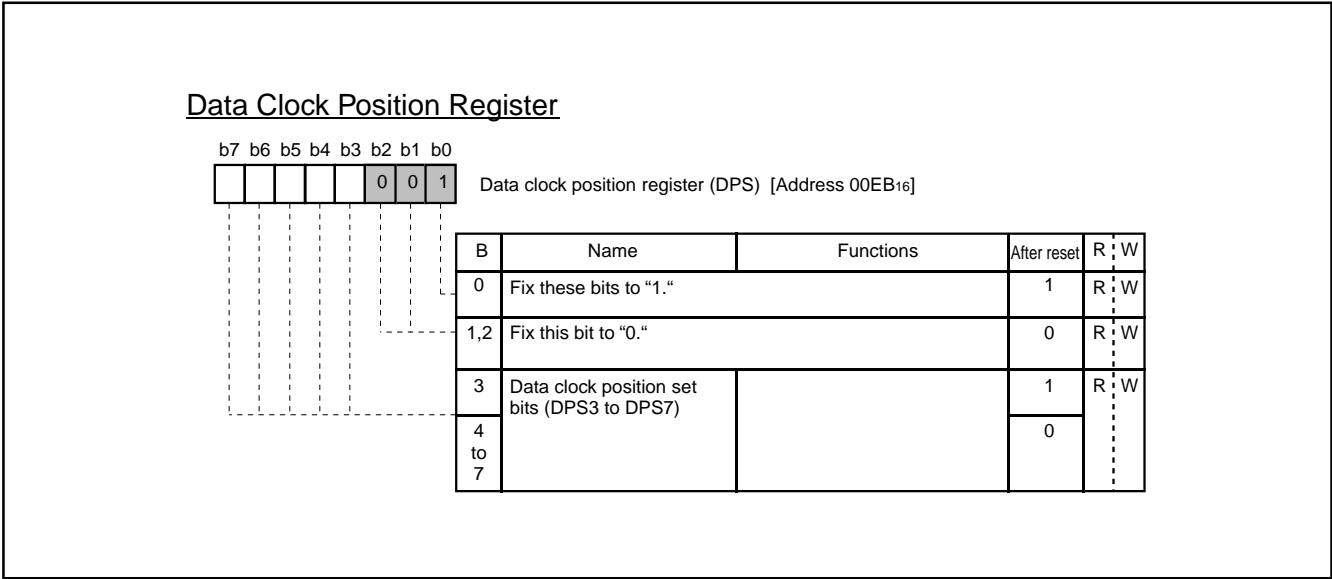 Data Clock Position Register
b7 b6 b5 b4 b3 b2 b1 b0
0 0 1
Data clock position register (DPS) [Address 00EB16]
B Name Functions After reset R W
0 Fix these bits to “1.“ 1 R W
1,2 Fix this bit to “0.“ 0 R W
3 Data clock position set 1 R W
bits (DPS3 to DPS7)
4 0
to
7